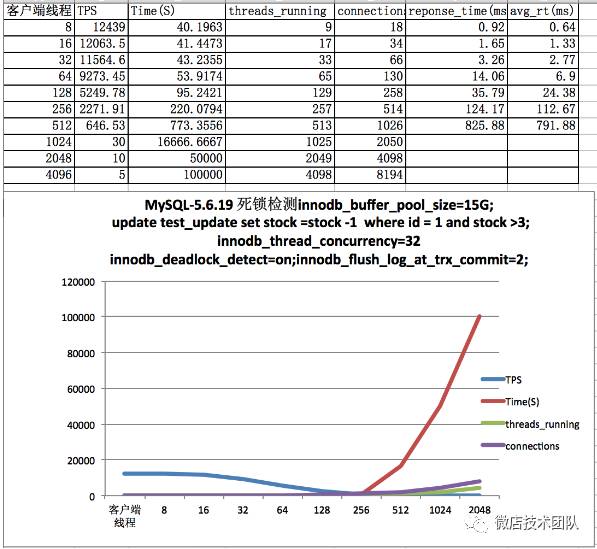 客户端线程 TPS Time(S) threads_running connections reponse_time(ms avg_rt(ms)
8 12439 40.1963 9 18 0.92 0.64
16 12063.5 41.4473 17 34 1.65 1.33
32 11564.6 43.2355 33 66 3.26 2.77
64 9273.45 53.9174 65 130 14.06 6.9
128 5249.78 95.2421 129 258 35.79 24.38
256 2271.91 220.0794 257 514 124.17 112.67
512 646.53 773.3556 513 1026 825.88 791.88
1024 30 16666.6667 1025 2050
2048 10 50000 2049 4098
4096 5 100000 4098 8194
MySQL-5.6.19 死锁检测innodb_buffer_pool_size=15G;
update test_update set stock =stock -1 where id = 1 and stock >3;
innodb_thread_concurrency=32
innodb_deadlock_detect=on;innodb_flush_log_at_trx_commit=2;
120000
100000
80000
60000
40000
20000
0
TPS
Time(S)
threads_running
connections
客户端线程 8 16 32 64 128 256 512 1024 2048
微店技术团队